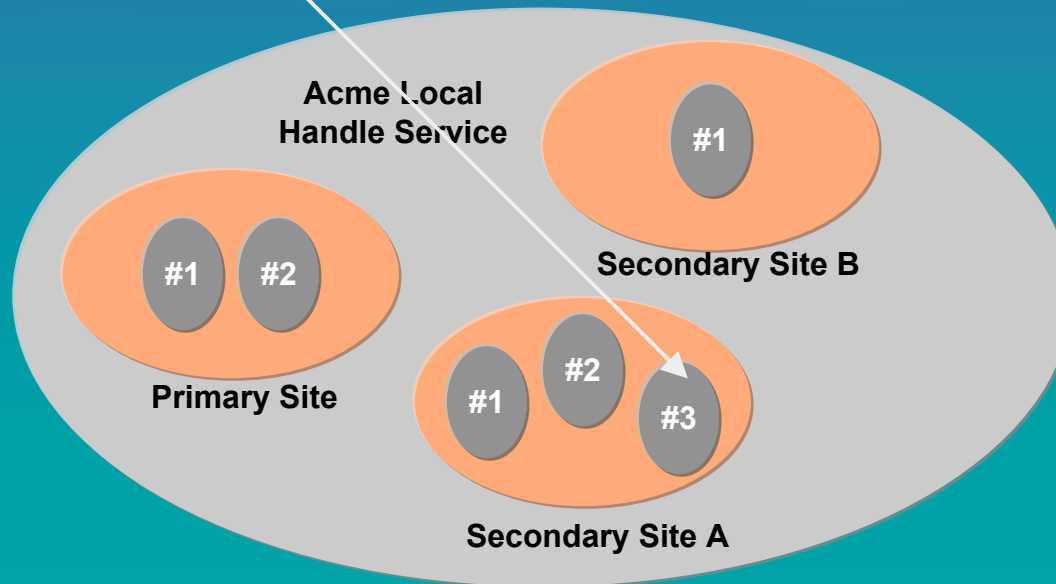 Acme Local
Handle Service
#1
#1
#2
Secondary Site B
Primary Site
#1
#2
#3
Secondary Site A